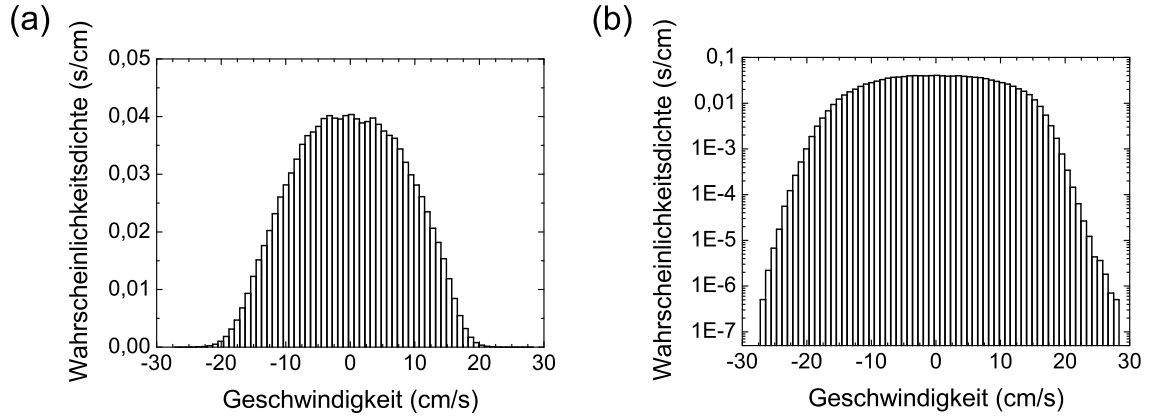 (a)
Wahrscheinlichkeitsdichte (s/cm)
0,05
0,04
0,03
0,02
0,01
0,00
-30 -20 -10 0 10 20 30
Geschwindigkeit (cm/s)
(b)
Wahrscheinlichkeitsdichte (s/cm)
0,1
0,01
1E-3
1E-4
1E-5
1E-6
1E-7
-30 -20 -10 0 10 20 30
Geschwindigkeit (cm/s)